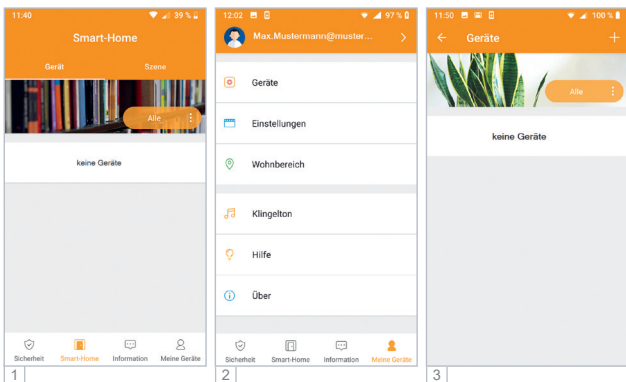 11:40
39 %
Smart-Home
Gerät Szene
Alle
keine Geräte
Sicherheit Smart-Home Information Meine Geräte
1
12:02
97 %
Max.Mustermann@muster...
Geräte
Einstellungen
Wohnbereich
Klingelton
Hilfe
Über
Sicherheit Smart-Home Information Meine Geräte
2
11:50
100 %
Geräte
Alle
keine Geräte
3